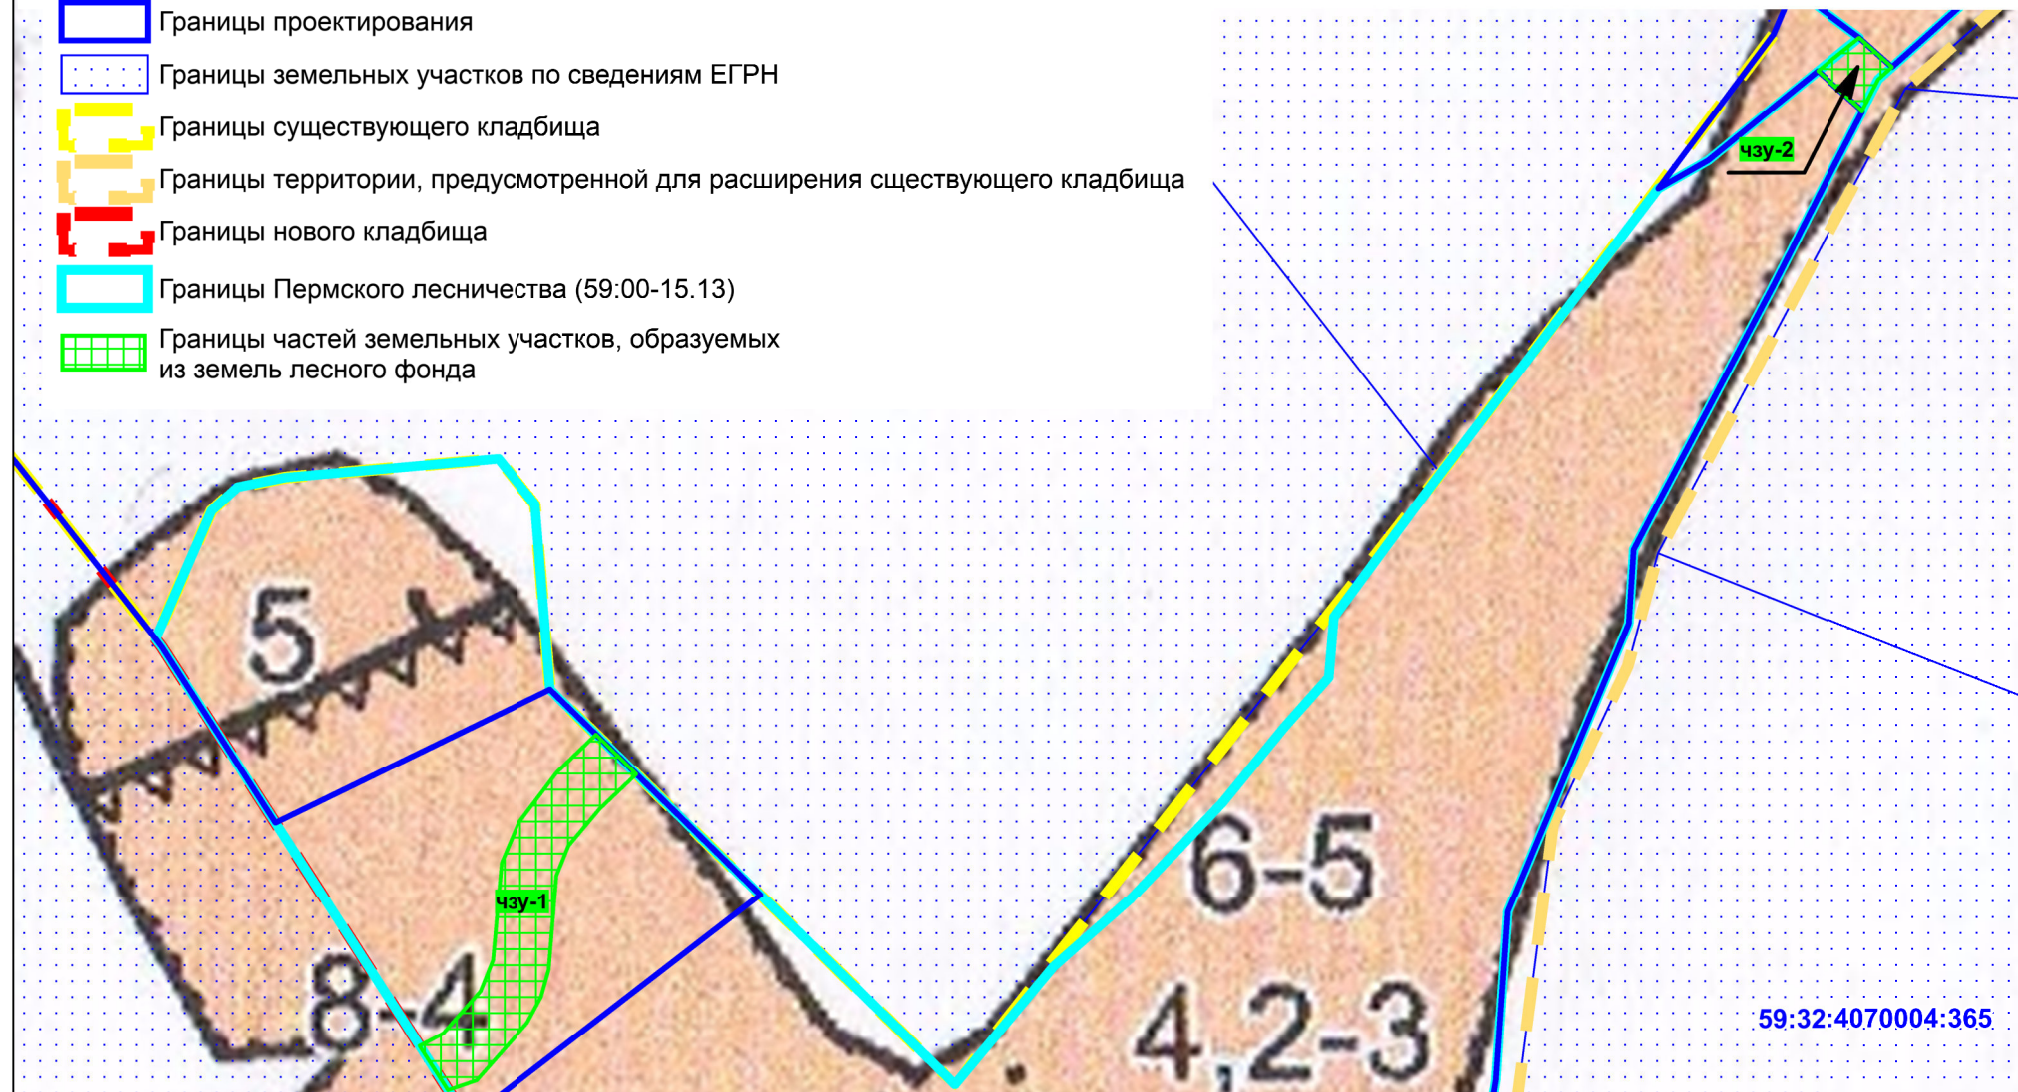 Границы проектирования
Границы земельных участков по сведениям ЕГРН
Границы существующего кладбища
Границы территории, предусмотренной для расширения сществующего кладбища
Границы нового кладбища
Границы Пермского лесничества (59:00-15.13)
Границы частей земельных участков, образуемых
из земель лесного фонда
чзу-2
5
6-5
чзу-1
8-4
4,2-3
59:32:4070004:365